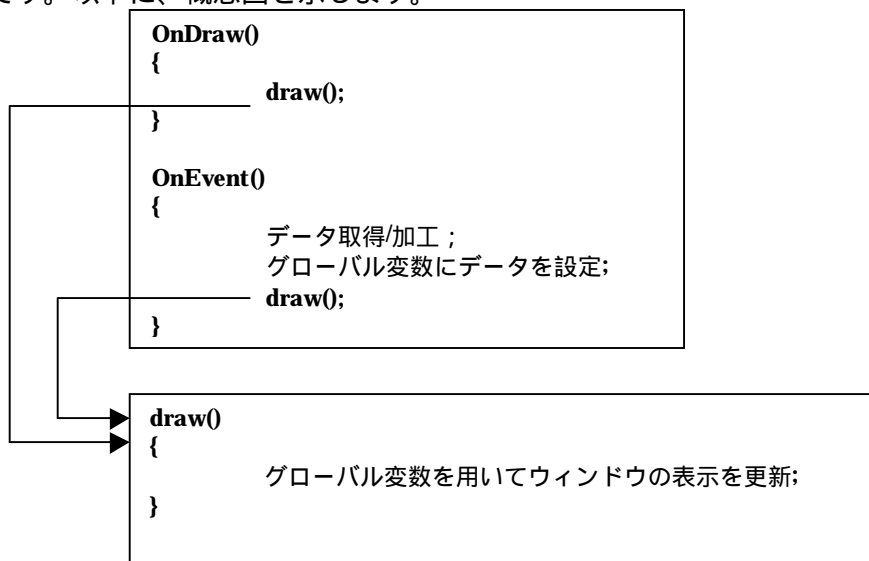 です。以下に、概念図を示します。
OnDraw()
{
draw();
}
OnEvent()
{
データ取得/加工；
グローバル変数にデータを設定;
draw();
}
draw()
{
グローバル変数を用いてウィンドウの表示を更新;
}